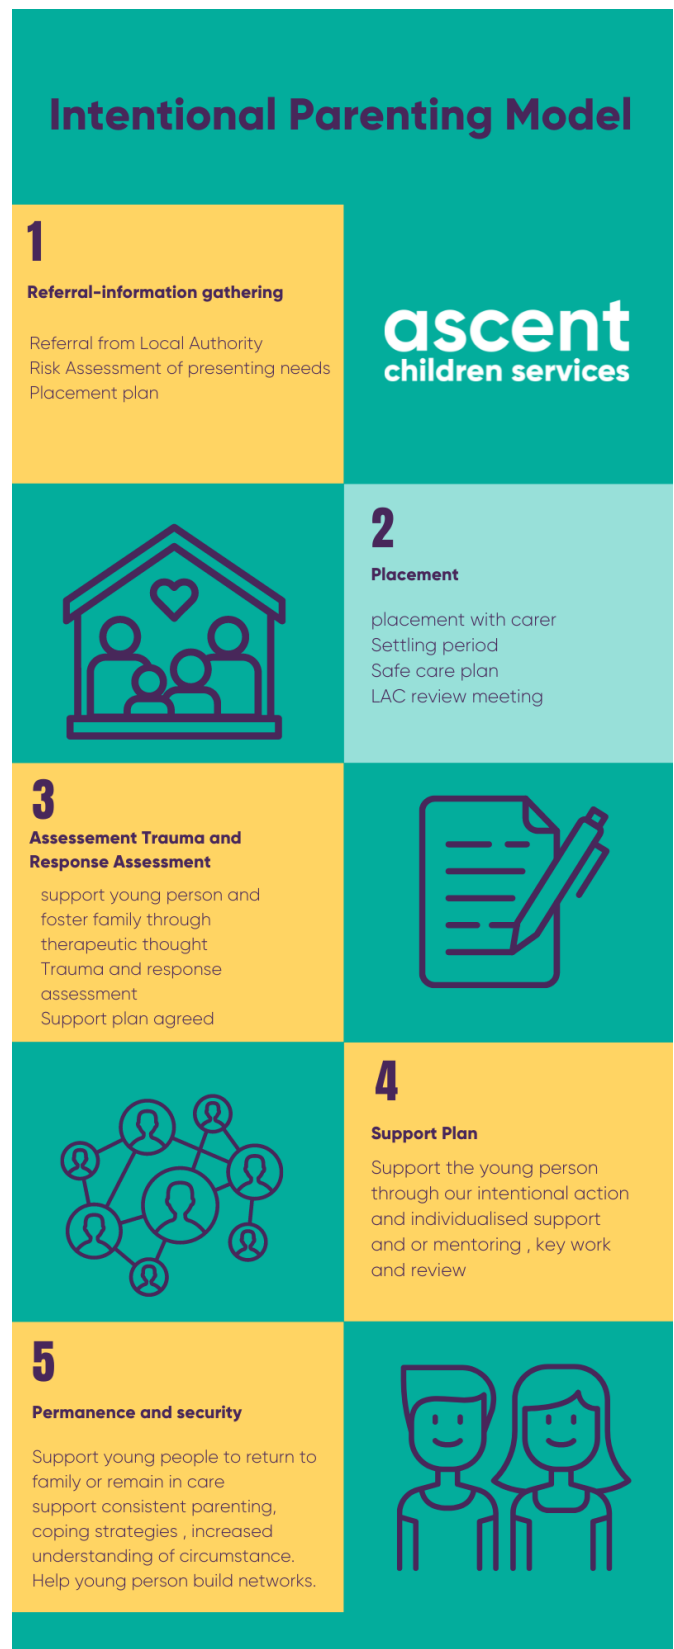 Intentional Parenting Model
1
Referral-information gathering
Referral from Local Authority
Risk Assessment of presenting needs
Placement plan
ascent
children services
2
Placement
placement with carer
Settling period
Safe care plan
LAC review meeting
3
Assessement Trauma and
Response Assessment
support young person and
foster family through
therapeutic thought
Trauma and response
assessment
Support plan agreed
4
Support Plan
Support the young person
through our intentional action
and individualised support
and or mentoring , key work
and review
5
Permanence and security
Support young people to return to
family or remain in care
support consistent parenting,
coping strategies , increased
understanding of circumstance.
Help young person build networks.